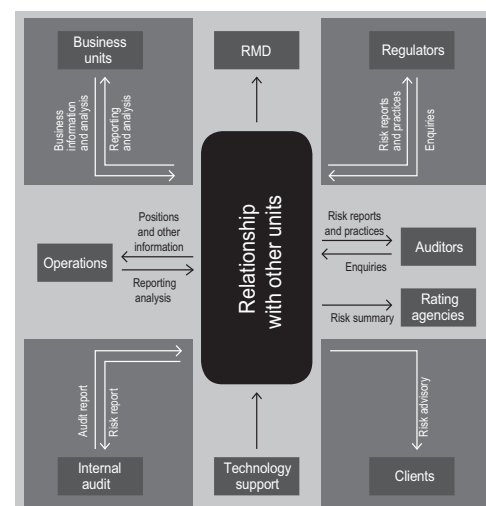 Business
units
RMD
Regulators
Business
information
and analysis
Reporting
and analysis
Risk reports
and practices
Enquiries
Relationship
with other units
Positions
and other
information
Operations
Reporting
analysis
Risk reports
and practices
Auditors
Enquiries
Rating
agencies
Risk summary
Audit report
Risk report
Risk advisory
Internal
audit
Technology
support
Clients